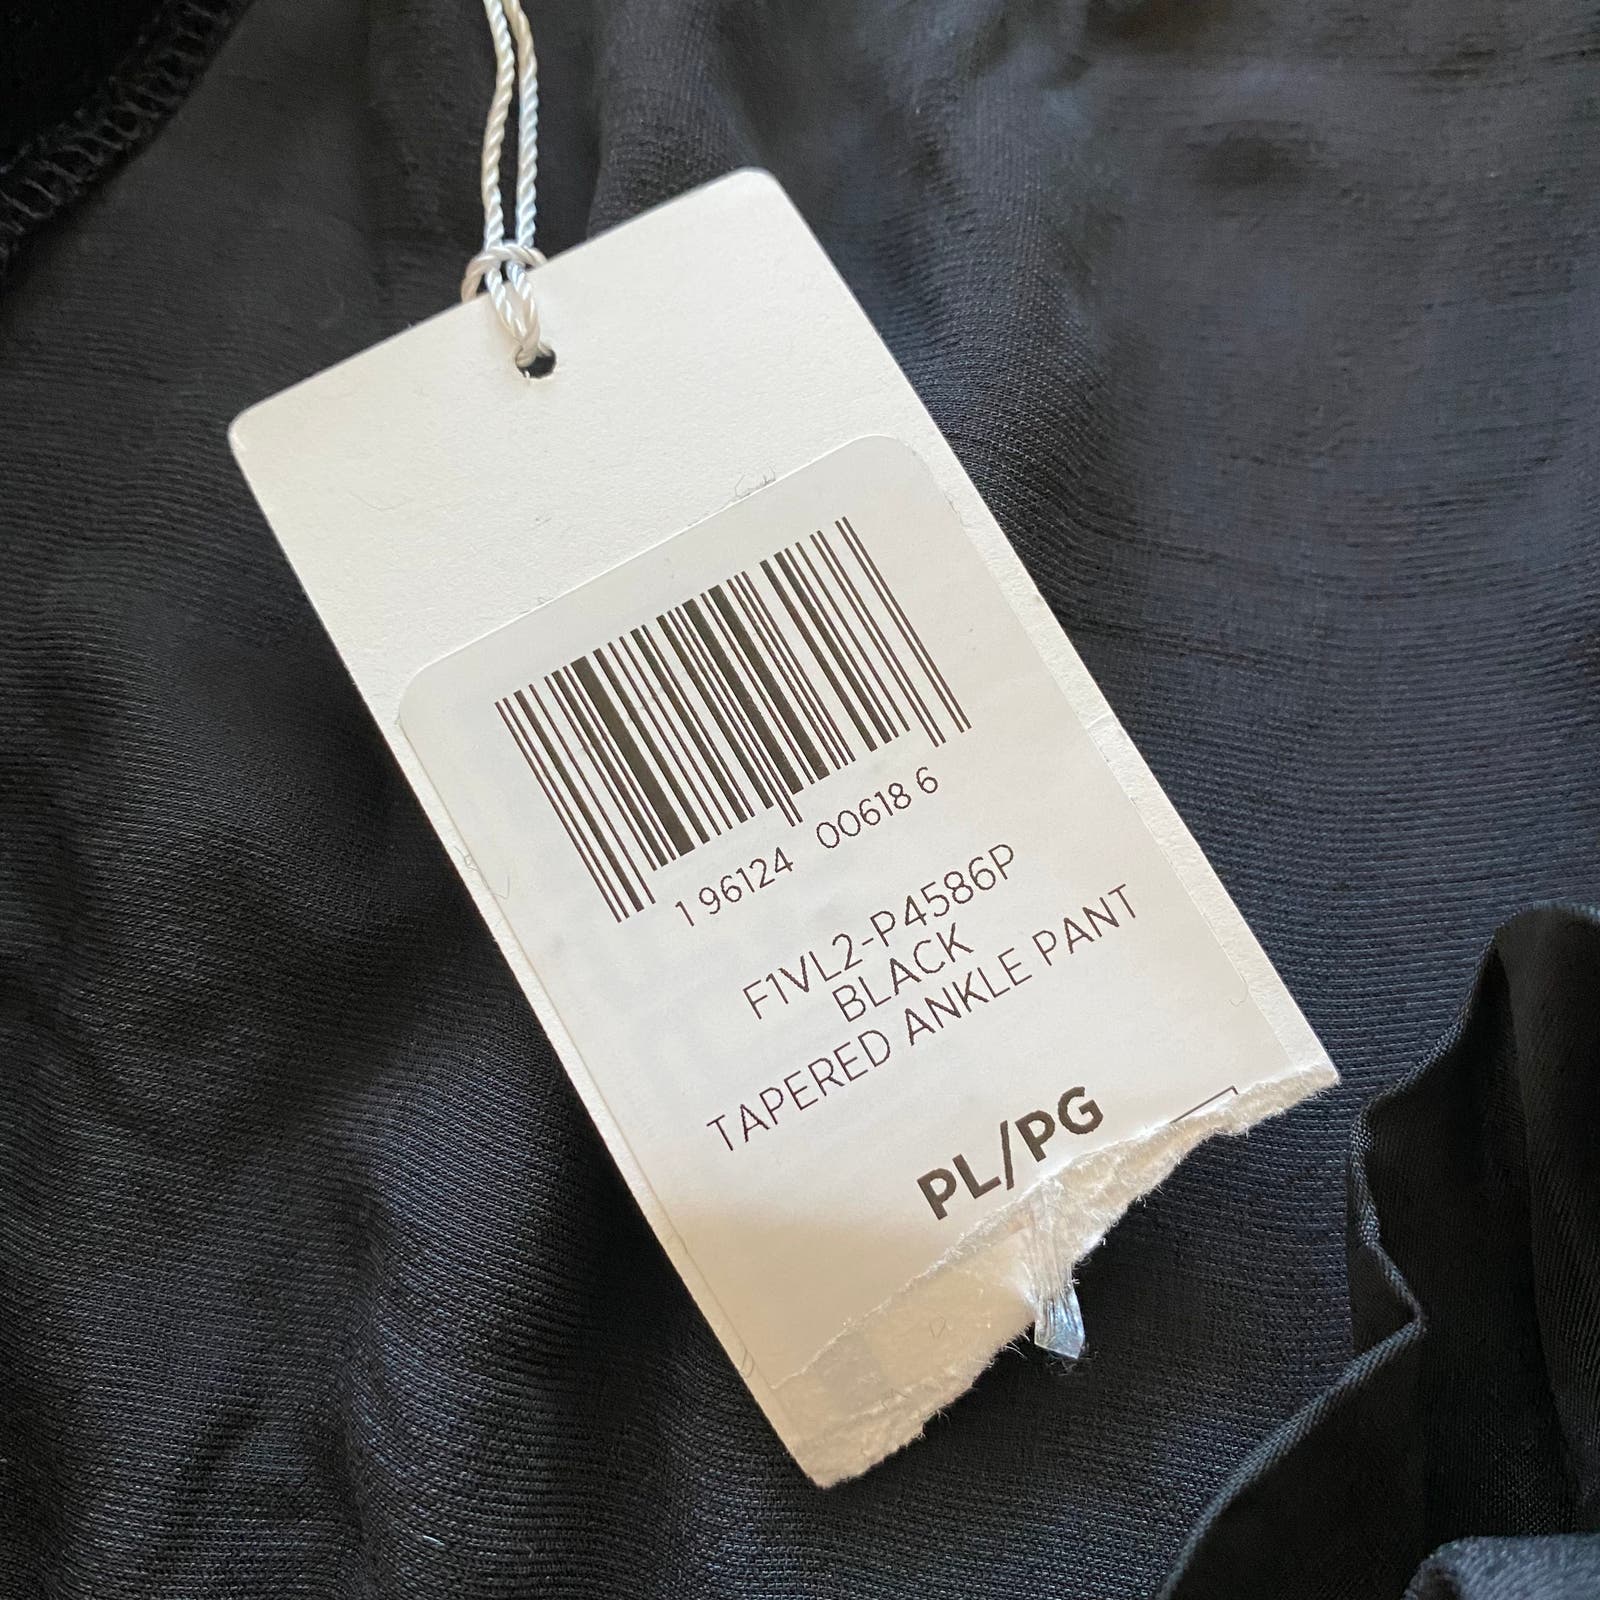 1 96124 00618 6
F1VL2-P4586P
BLACK
TAPERED ANKLE PANT
PL/PG